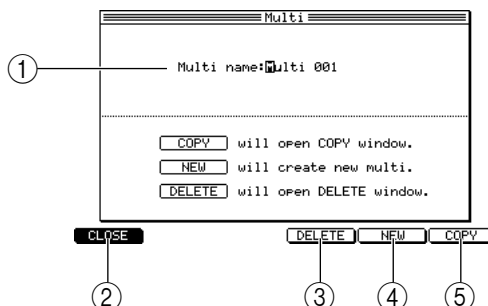 Multi
① Multi name:Multi 001
COPY will open COPY window.
NEW will create new multi.
DELETE will open DELETE window.
CLOSE DELETE NEW COPY
② ③ ④ ⑤